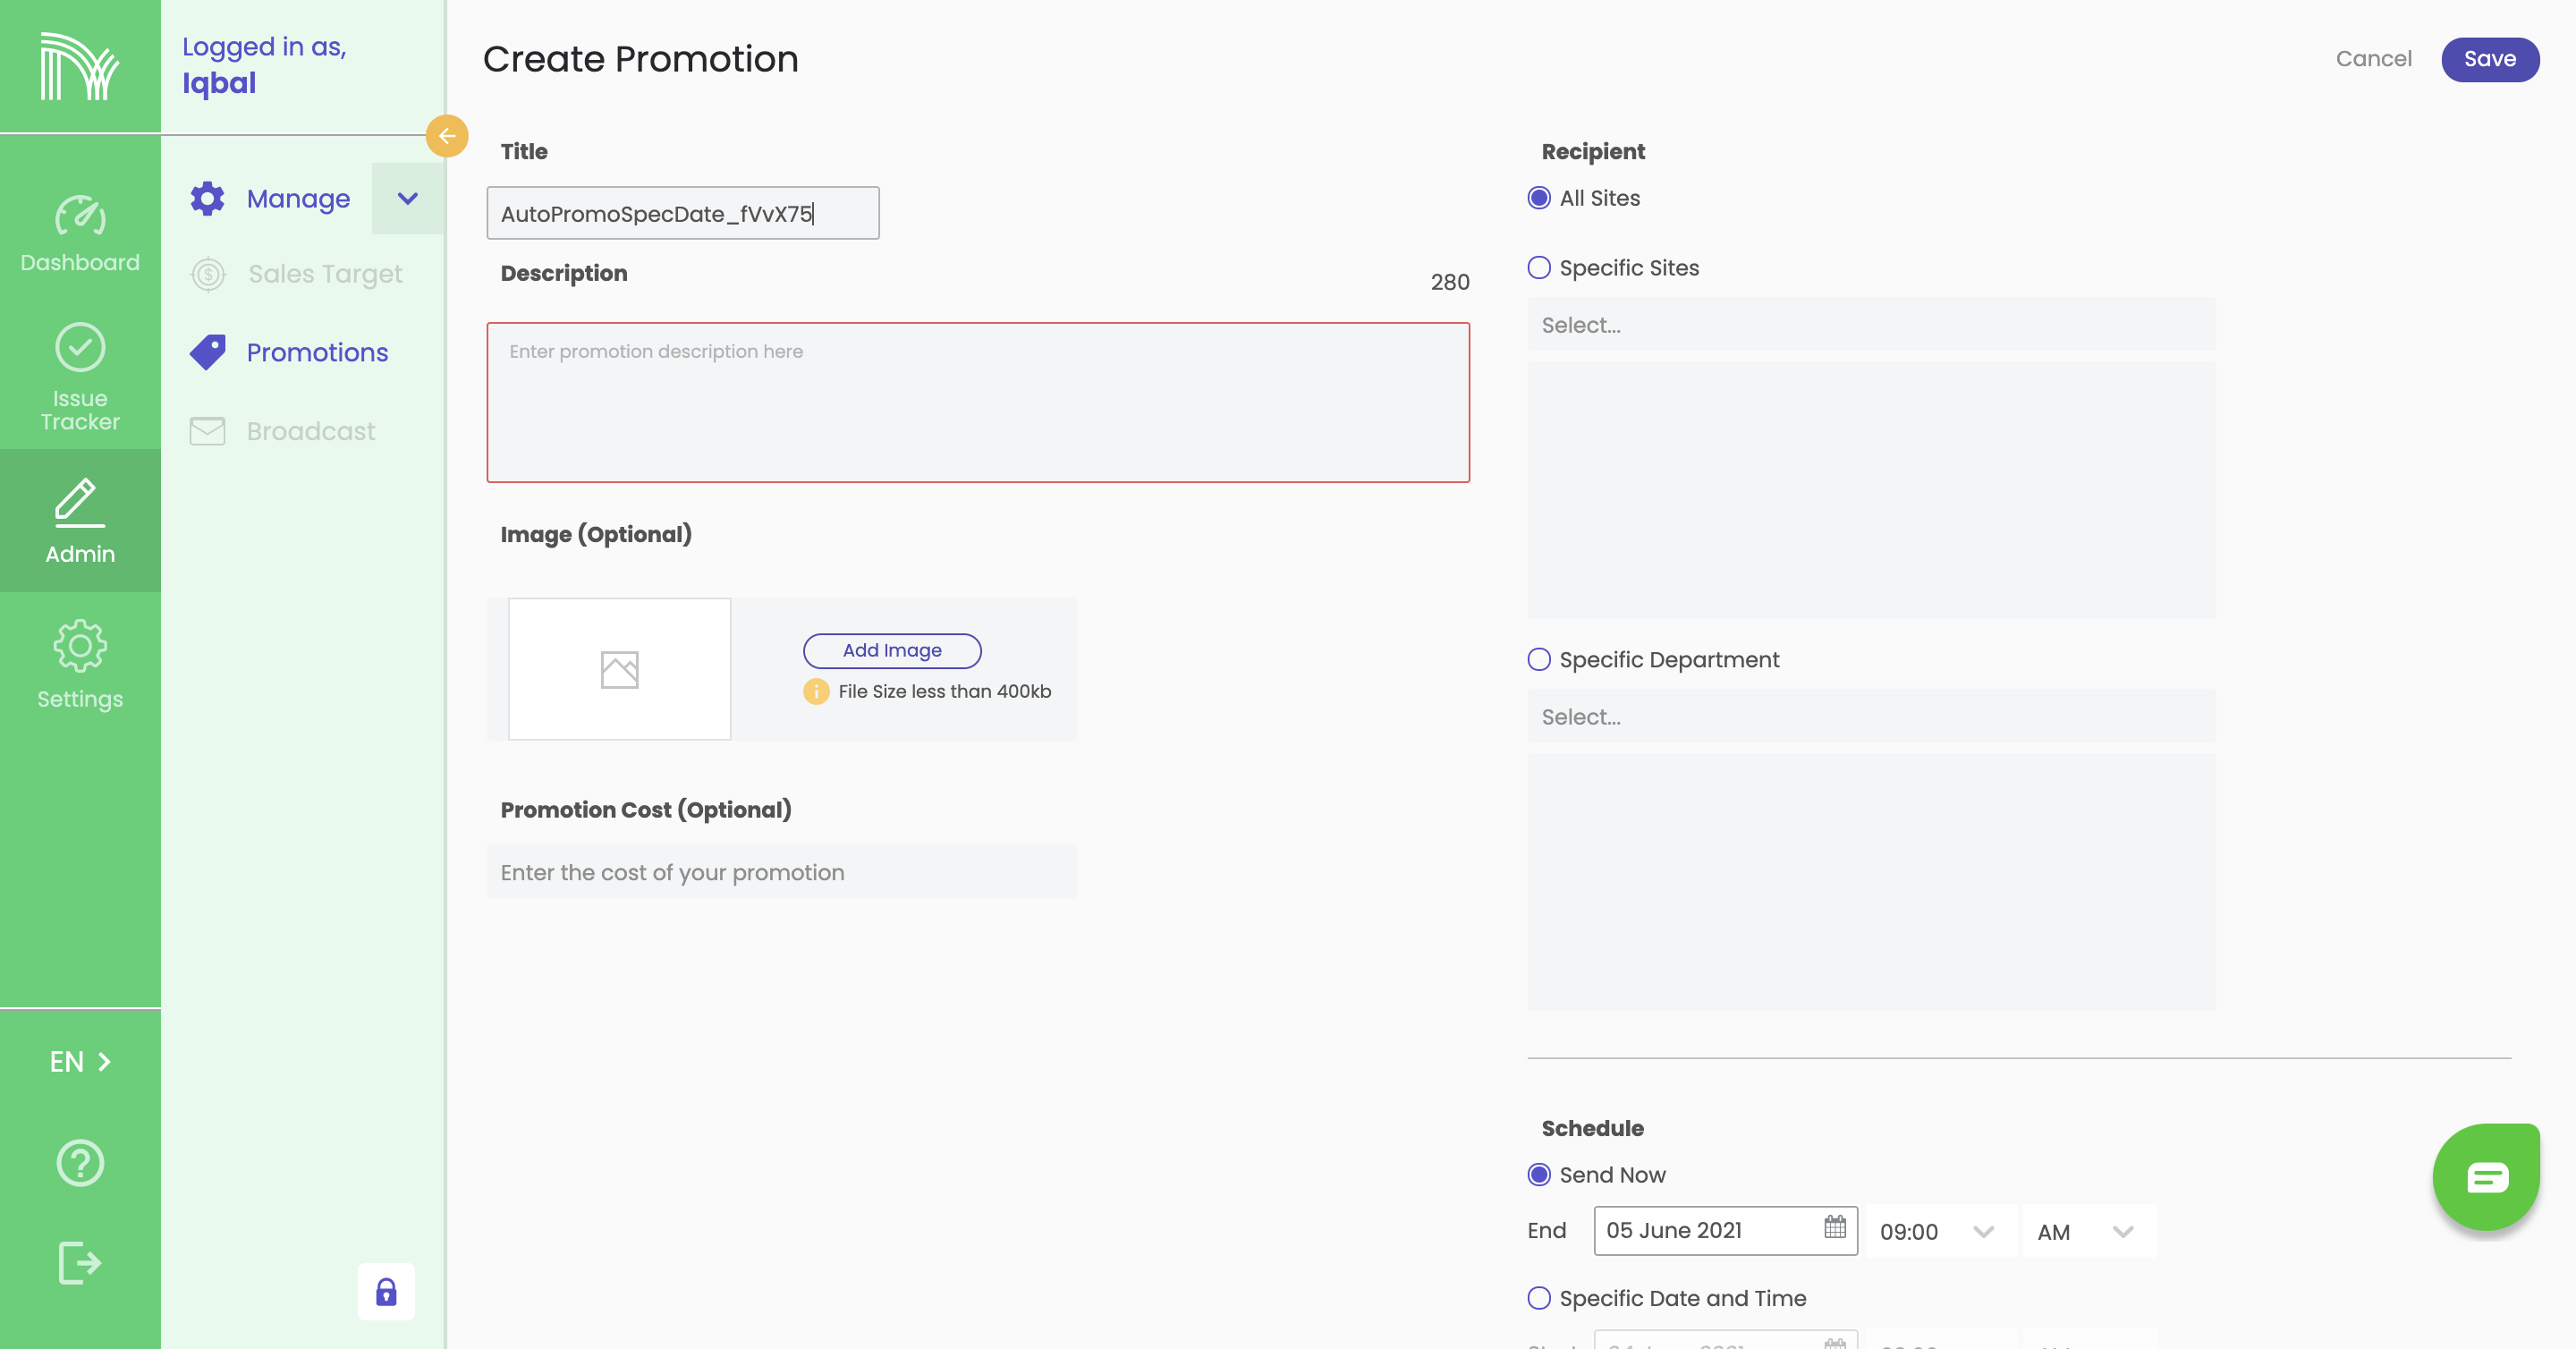 Logged in as,
Iqbal
Dashboard
Issue
Tracker
Admin
Settings
EN
Manage
Sales Target
Promotions
Broadcast
Create Promotion
Cancel
Save
Title
AutoPromoSpecDate_fVvX75
Description
280
Enter promotion description here
Image (Optional)
Add Image
File Size less than 400kb
Promotion Cost (Optional)
Enter the cost of your promotion
Recipient
All Sites
Specific Sites
Select...
Specific Department
Select...
Schedule
Send Now
End 05 June 2021 09:00 AM
Specific Date and Time